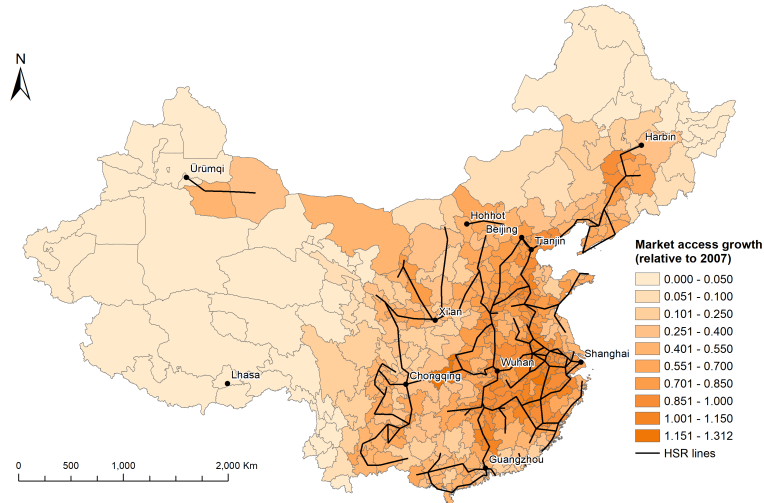 N
Harbin
Ürümqi
Hohhot
Beijing
Tianjin
Xi'an
Lhasa
Chongqing
Wuhan
Shanghai
Guangzhou
Market access growth
(relative to 2007)
0.000 - 0.050
0.051 - 0.100
0.101 - 0.250
0.251 - 0.400
0.401 - 0.550
0.551 - 0.700
0.701 - 0.850
0.851 - 1.000
1.001 - 1.150
1.151 - 1.312
HSR lines
0 500 1,000 2,000 Km